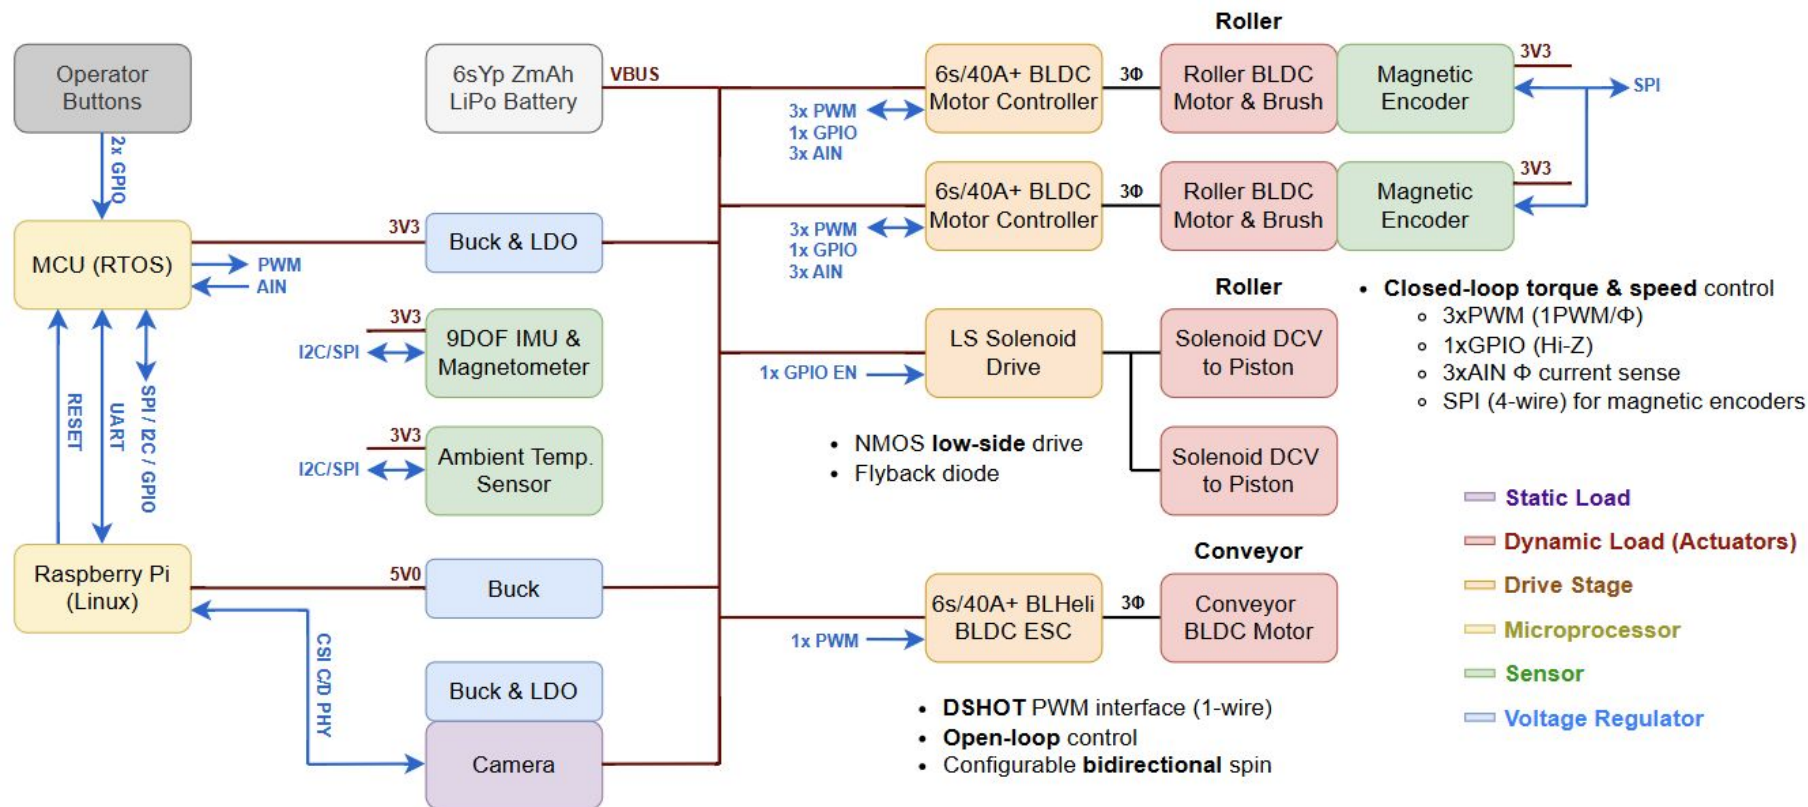 Operator
Buttons
2x GPIO
MCU (RTOS)
PWM
AIN
RESET
UART
SPI / I2C / GPIO
Raspberry Pi
(Linux)
CSI C/D PHY
6sYp ZmAh
LiPo Battery
VBUS
3V3
Buck & LDO
3V3
I2C/SPI
9DOF IMU &
Magnetometer
3V3
I2C/SPI
Ambient Temp.
Sensor
5V0
Buck
Buck & LDO
Camera
Roller
3x PWM
1x GPIO
3x AIN
6s/40A+ BLDC
Motor Controller
3Φ
Roller BLDC
Motor & Brush
Magnetic
Encoder
3V3
SPI
3x PWM
1x GPIO
3x AIN
6s/40A+ BLDC
Motor Controller
3Φ
Roller BLDC
Motor & Brush
Magnetic
Encoder
3V3
Roller
1x GPIO EN
LS Solenoid
Drive
Solenoid DCV
to Piston
Solenoid DCV
to Piston
• NMOS low-side drive
• Flyback diode
• Closed-loop torque & speed control
◦ 3xPWM (1PWM/Φ)
◦ 1xGPIO (Hi-Z)
◦ 3xAIN Φ current sense
◦ SPI (4-wire) for magnetic encoders
Conveyor
1x PWM
6s/40A+ BLHeli
BLDC ESC
3Φ
Conveyor
BLDC Motor
• DSHOT PWM interface (1-wire)
• Open-loop control
• Configurable bidirectional spin
Static Load
Dynamic Load (Actuators)
Drive Stage
Microprocessor
Sensor
Voltage Regulator